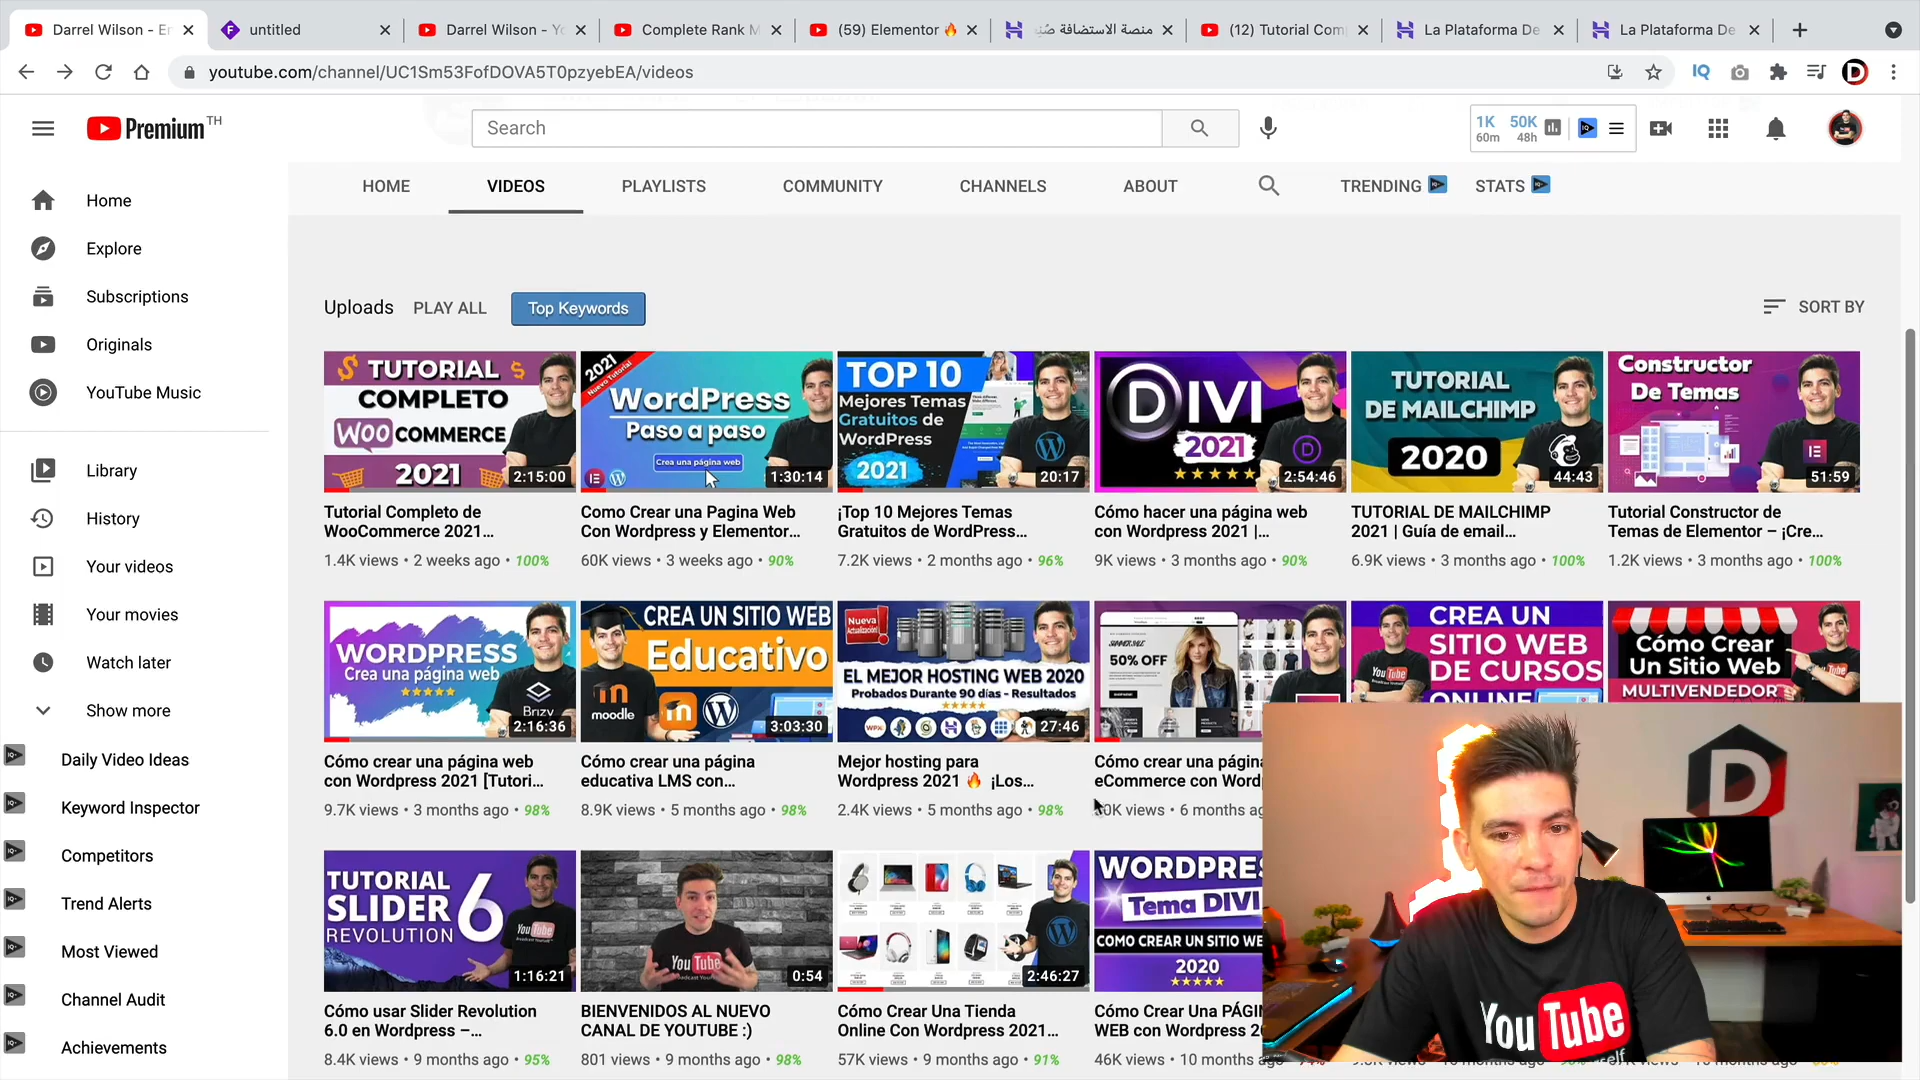 Darrel Wilson - En
untitled
Darrel Wilson - Yo
Complete Rank M
(59) Elementor 🔥
منصة الاستضافة
(12) Tutorial Com
La Plataforma De
La Plataforma De
youtube.com/channel/UC1Sm53FofDOVA5T0pzyebEA/videos
IQ
D
Premium TH
Search
1K 60m
50K 48h
HOME
VIDEOS
PLAYLISTS
COMMUNITY
CHANNELS
ABOUT
TRENDING
STATS
Home
Explore
Subscriptions
Originals
YouTube Music
Library
History
Your videos
Your movies
Watch later
Show more
Daily Video Ideas
Keyword Inspector
Competitors
Trend Alerts
Most Viewed
Channel Audit
Achievements
Uploads
PLAY ALL
Top Keywords
SORT BY
TUTORIAL
COMPLETO
WOO COMMERCE
2021
2:15:00
Tutorial Completo de
WooCommerce 2021...
1.4K views • 2 weeks ago • 100%
2021
Nuevo Tutorial
WordPress
Paso a paso
Crea una página web
1:30:14
Como Crear una Pagina Web
Con Wordpress y Elementor...
60K views • 3 weeks ago • 90%
TOP 10
Mejores Temas
Gratuitos de
WordPress
2021
20:17
¡Top 10 Mejores Temas
Gratuitos de WordPress...
7.2K views • 2 months ago • 96%
DIVI
2021
2:54:46
Cómo hacer una página web
con Wordpress 2021 |...
9K views • 3 months ago • 90%
TUTORIAL
DE MAILCHIMP
2020
44:43
TUTORIAL DE MAILCHIMP
2021 | Guía de email...
6.9K views • 3 months ago • 100%
Constructor
De Temas
51:59
Tutorial Constructor de
Temas de Elementor – ¡Cre...
1.2K views • 3 months ago • 100%
WORDPRESS
Crea una página web
Brizy
2:16:36
Cómo crear una página web
con Wordpress 2021 [Tutori...
9.7K views • 3 months ago • 98%
CREA UN SITIO WEB
Educativo
moodle
3:03:30
Cómo crear una página
educativa LMS con...
8.9K views • 5 months ago • 98%
Nueva
Actualización!
EL MEJOR HOSTING WEB 2020
Probados Durante 90 días - Resultados
27:46
Mejor hosting para
Wordpress 2021 🔥 ¡Los...
2.4K views • 5 months ago • 98%
SUMMER SALE
50% OFF
Cómo crear una página
eCommerce con Word
0K views • 6 months ag
CREA UN
SITIO WEB
DE CURSOS
ONLINE
Cómo Crear
Un Sitio Web
MULTIVENDEDOR
TUTORIAL
SLIDER 6
REVOLUTION
YouTube
1:16:21
Cómo usar Slider Revolution
6.0 en Wordpress –...
8.4K views • 9 months ago • 95%
YouTube
0:54
BIENVENIDOS AL NUEVO
CANAL DE YOUTUBE :)
801 views • 9 months ago • 98%
2:46:27
Cómo Crear Una Tienda
Online Con Wordpress 2021...
57K views • 9 months ago • 91%
WORDPRES
Tema DIVI
COMO CREAR UN SITIO WE
2020
Cómo Crear Una PÁGIN
WEB con Wordpress 20
46K views • 10 months ag
D
YouTube